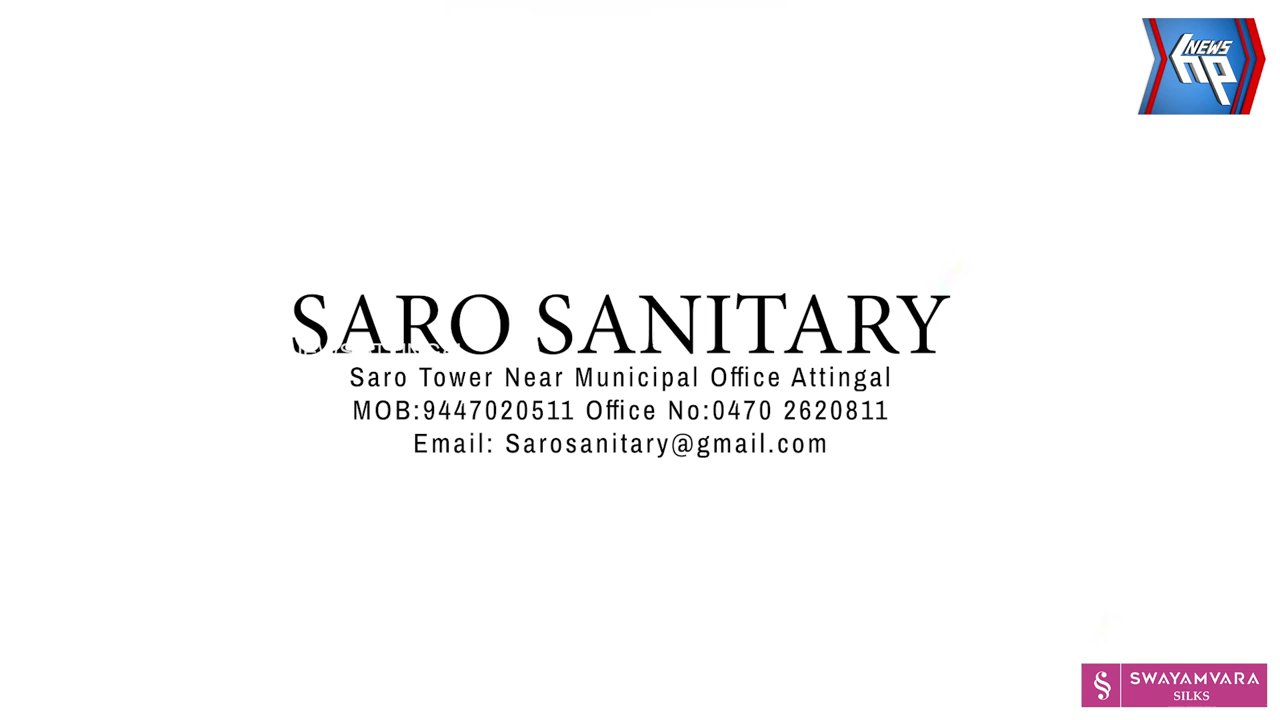 NEWS
hnp
SARO SANITARY
Saro Tower Near Municipal Office Attingal
MOB:9447020511 Office No:0470 2620811
Email: Sarosanitary@gmail.com
SWAYAMVARA
SILKS